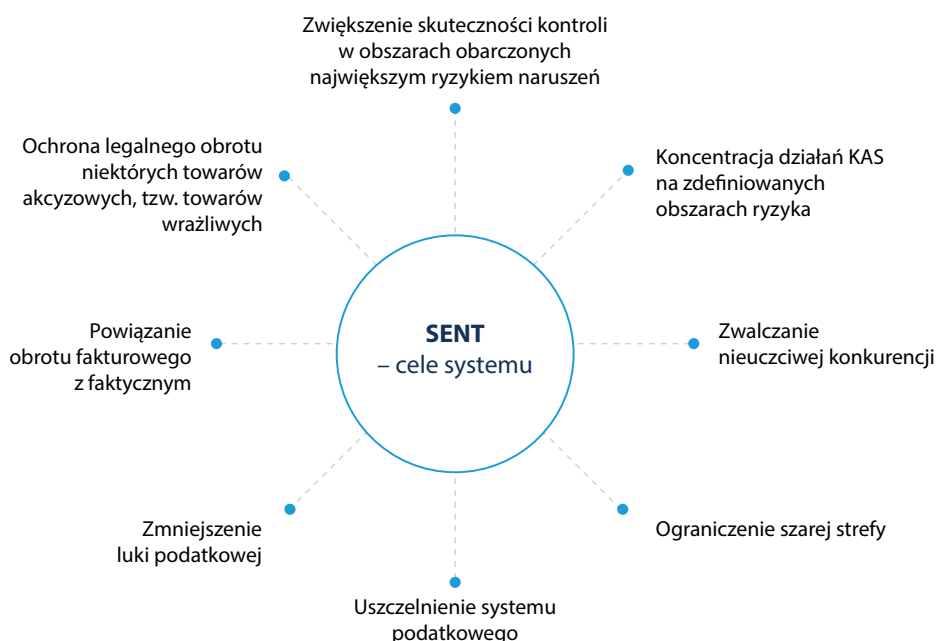 Zwiększenie skuteczności kontroli
w obszarach obarczonych
największym ryzykiem naruszeń
Ochrona legalnego obrotu
niektórych towarów
akcyzowych, tzw. towarów
wrażliwych
Koncentracja działań KAS
na zdefiniowanych
obszarach ryzyka
Powiązanie
obrotu fakturowego
z faktycznym
SENT
– cele systemu
Zwalczanie
nieuczciwej konkurencji
Zmniejszenie
luki podatkowej
Ograniczenie szarej strefy
Uszczelnienie systemu
podatkowego